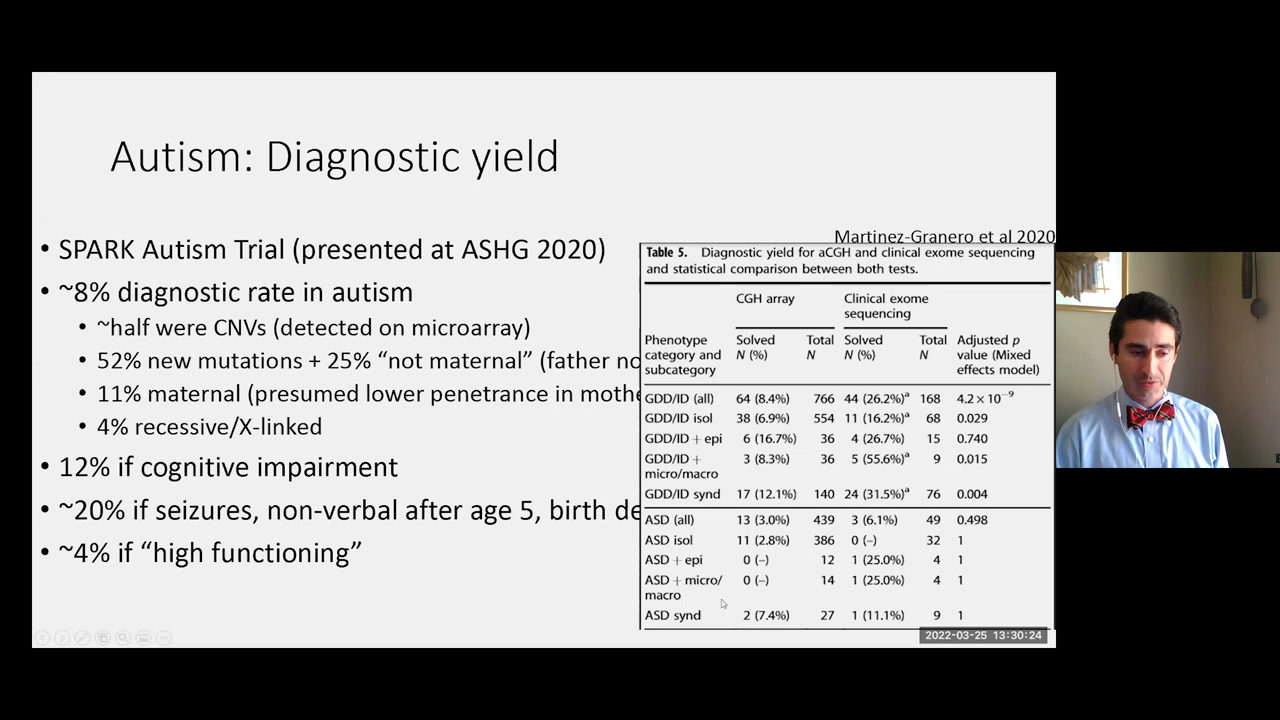 Autism: Diagnostic yield
• SPARK Autism Trial (presented at ASHG 2020)
• ~8% diagnostic rate in autism
• ~half were CNVs (detected on microarray)
• 52% new mutations + 25% “not maternal” (father no
• 11% maternal (presumed lower penetrance in moth
• 4% recessive/X-linked
• 12% if cognitive impairment
• ~20% if seizures, non-verbal after age 5, birth de
• ~4% if “high functioning”
Martinez-Granero et al 2020
Table 5. Diagnostic yield for aCGH and clinical exome sequencing
and statistical comparison between both tests.
CGH array Clinical exome
sequencing
Phenotype Solved Total Solved Total Adjusted p
category and N (%) N N (%) N value (Mixed
subcategory effects model)
GDD/ID (all) 64 (8.4%) 766 44 (26.2%)ᵃ 168 4.2 × 10⁻⁹
GDD/ID isol 38 (6.9%) 554 11 (16.2%)ᵃ 68 0.029
GDD/ID + epi 6 (16.7%) 36 4 (26.7%) 15 0.740
GDD/ID + 3 (8.3%) 36 5 (55.6%)ᵃ 9 0.015
micro/macro
GDD/ID synd 17 (12.1%) 140 24 (31.5%)ᵃ 76 0.004
ASD (all) 13 (3.0%) 439 3 (6.1%) 49 0.498
ASD isol 11 (2.8%) 386 0 (–) 32 1
ASD + epi 0 (–) 12 1 (25.0%) 4 1
ASD + micro/ 0 (–) 14 1 (25.0%) 4 1
macro
ASD synd 2 (7.4%) 27 1 (11.1%) 9 1
2022-03-25 13:30:24